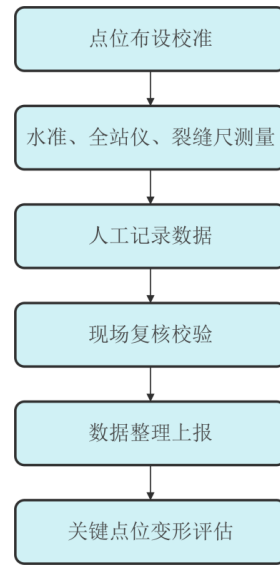 点位布设校准
水准、全站仪、裂缝尺测量
人工记录数据
现场复核校验
数据整理上报
关键点位变形评估